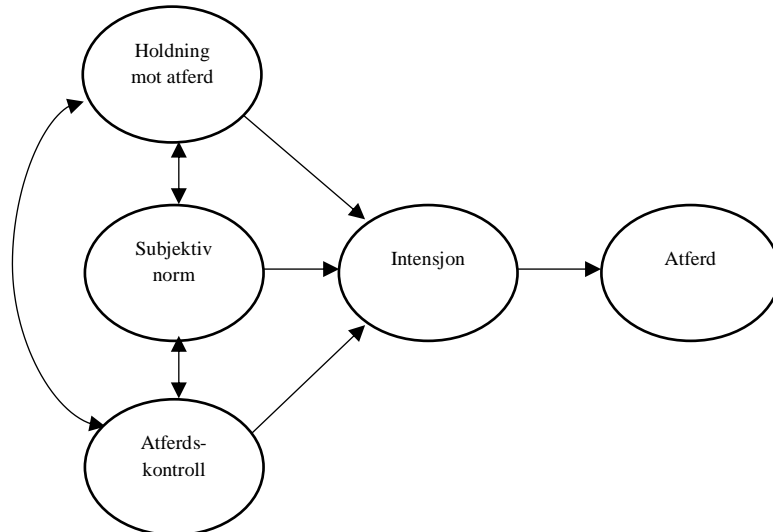 Holdning
mot atferd
Subjektiv
norm
Intensjon
Atferd
Atferds-
kontroll